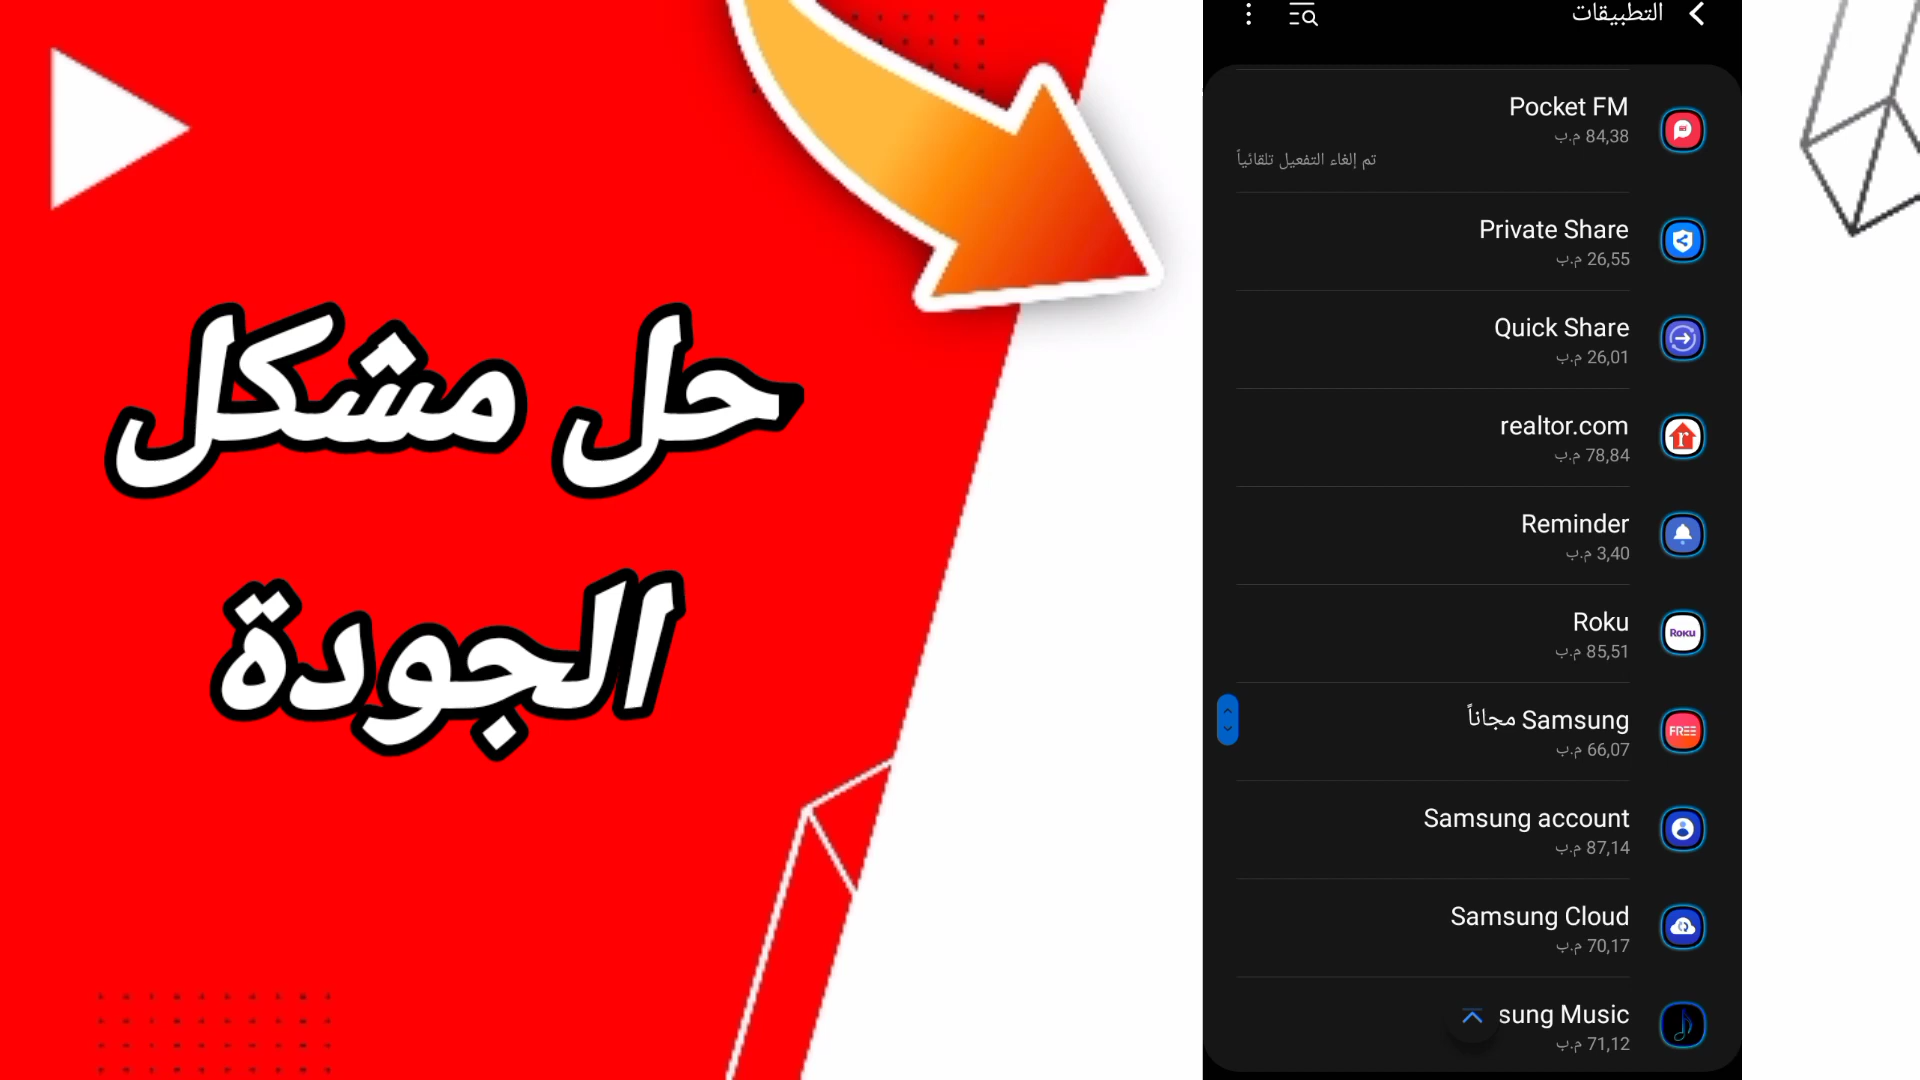 حل مشكل
الجودة
التطبيقات
Pocket FM
84,38 م.ب
تم إلغاء التفعيل تلقائياً
Private Share
26,55 م.ب
Quick Share
26,01 م.ب
realtor.com
78,84 م.ب
Reminder
3,40 م.ب
Roku
Roku
85,51 م.ب
Samsung مجاناً
FREE
66,07 م.ب
Samsung account
87,14 م.ب
Samsung Cloud
70,17 م.ب
sung Music
71,12 م.ب